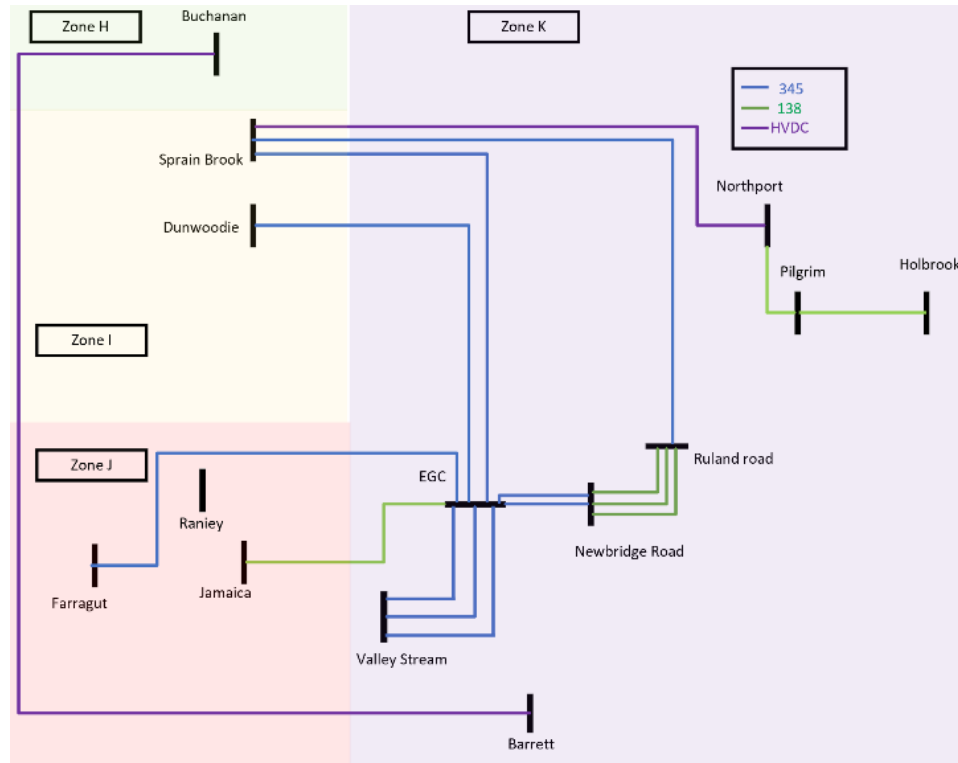 Buchanan
Zone H
Zone K
345
138
HVDC
Sprain Brook
Northport
Dunwoodie
Pilgrim
Holbrook
Zone I
Zone J
EGC
Ruland road
Raniey
Newbridge Road
Jamaica
Farragut
Valley Stream
Barrett